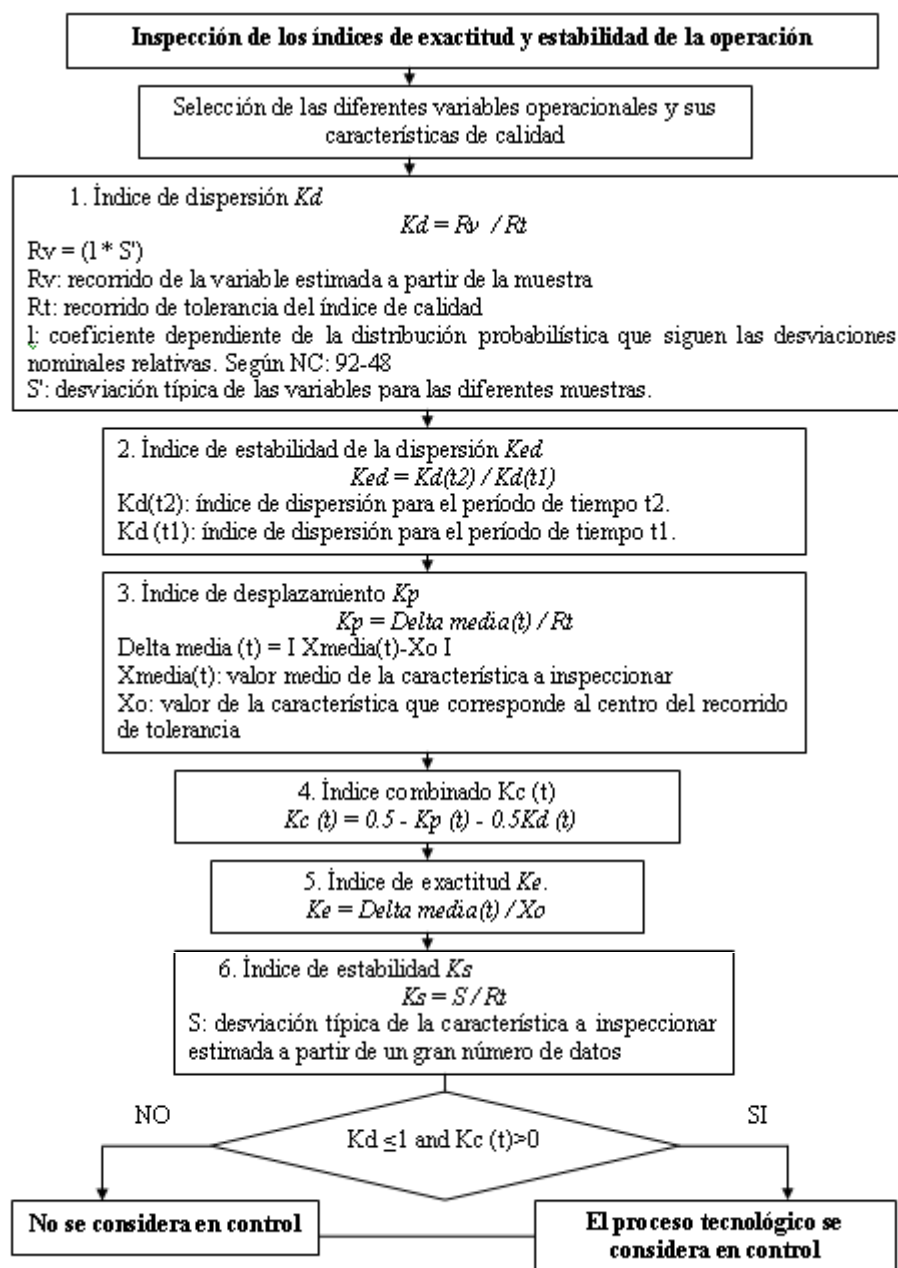 Inspección de los índices de exactitud y estabilidad de la operación
Selección de las diferentes variables operacionales y sus
características de calidad
1. Índice de dispersión Kd
Kd = Rv / Rt
Rv = (l * S')
Rv: recorrido de la variable estimada a partir de la muestra
Rt: recorrido de tolerancia del índice de calidad
l: coeficiente dependiente de la distribución probabilística que siguen las desviaciones
nominales relativas. Según NC: 92-48
S': desviación típica de las variables para las diferentes muestras.
2. Índice de estabilidad de la dispersión Ked
Ked = Kd(t2) / Kd(t1)
Kd(t2): índice de dispersión para el período de tiempo t2.
Kd (t1): índice de dispersión para el período de tiempo t1.
3. Índice de desplazamiento Kp
Kp = Delta media(t) / Rt
Delta media (t) = I Xmedia(t)-Xo I
Xmedia(t): valor medio de la característica a inspeccionar
Xo: valor de la característica que corresponde al centro del recorrido
de tolerancia
4. Índice combinado Kc (t)
Kc (t) = 0.5 - Kp (t) - 0.5Kd (t)
5. Índice de exactitud Ke.
Ke = Delta media(t) / Xo
6. Índice de estabilidad Ks
Ks = S / Rt
S: desviación típica de la característica a inspeccionar
estimada a partir de un gran número de datos
NO
SI
Kd ≤1 and Kc (t)>0
No se considera en control
El proceso tecnológico se
considera en control